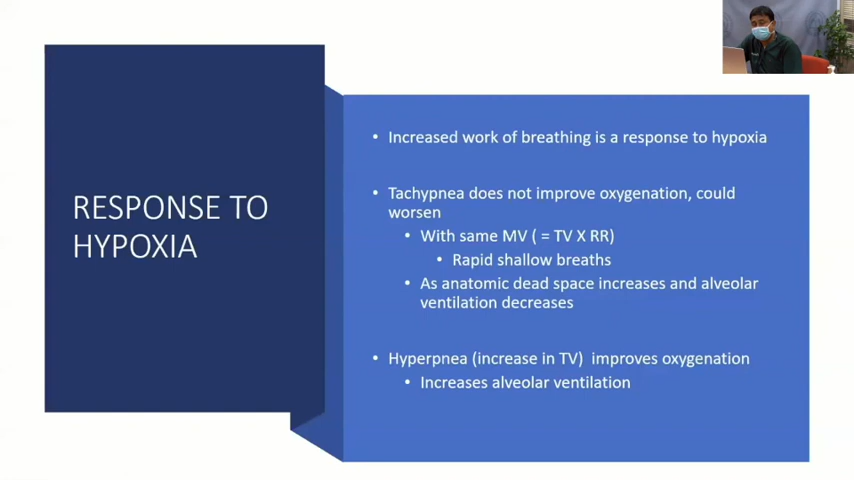 RESPONSE TO
HYPOXIA
• Increased work of breathing is a response to hypoxia
• Tachypnea does not improve oxygenation, could
worsen
• With same MV ( = TV X RR)
• Rapid shallow breaths
• As anatomic dead space increases and alveolar
ventilation decreases
• Hyperpnea (increase in TV) improves oxygenation
• Increases alveolar ventilation